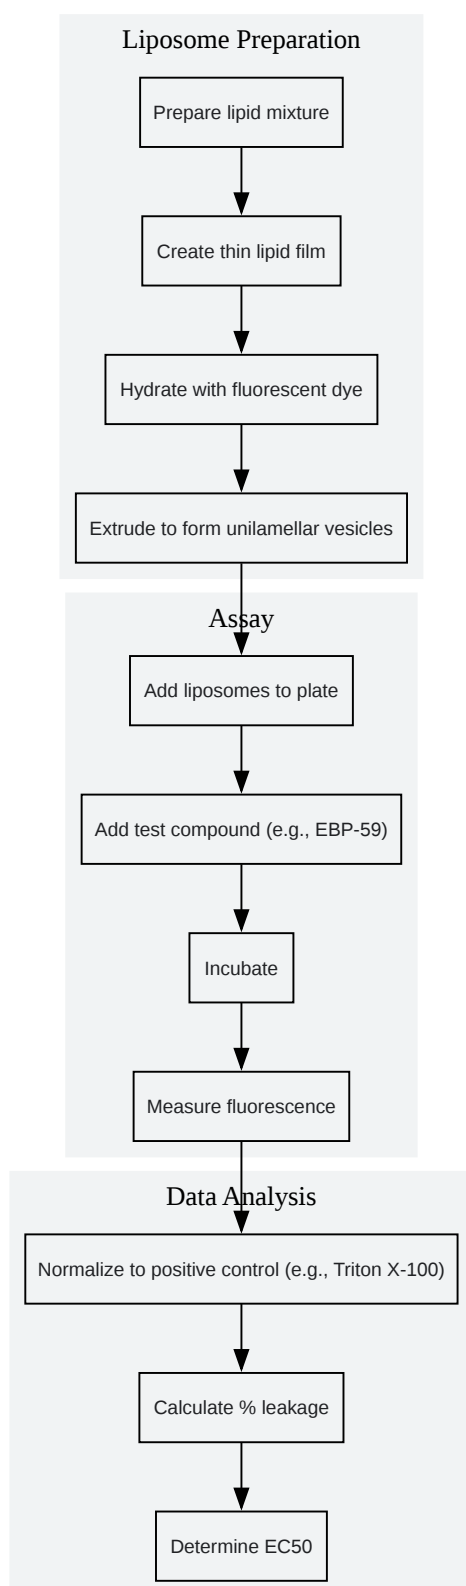 Liposome Preparation
Prepare lipid mixture
Create thin lipid film
Hydrate with fluorescent dye
Extrude to form unilamellar vesicles
Assay
Add liposomes to plate
Add test compound (e.g., EBP-59)
Incubate
Measure fluorescence
Data Analysis
Normalize to positive control (e.g., Triton X-100)
Calculate % leakage
Determine EC50